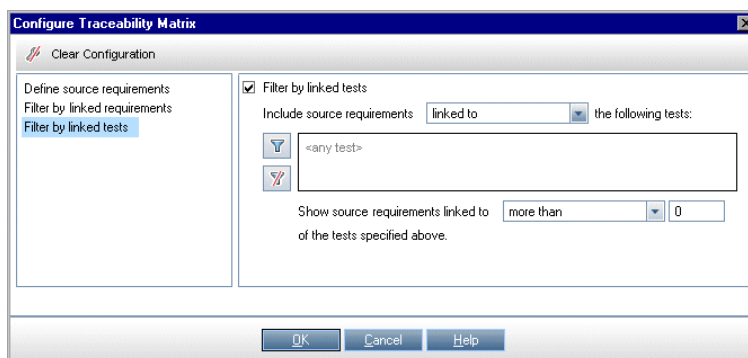 Configure Traceability Matrix
Clear Configuration
Define source requirements
Filter by linked requirements
Filter by linked tests
Filter by linked tests
Include source requirements linked to the following tests:
<any test>
Show source requirements linked to more than 0
of the tests specified above.
OK Cancel Help